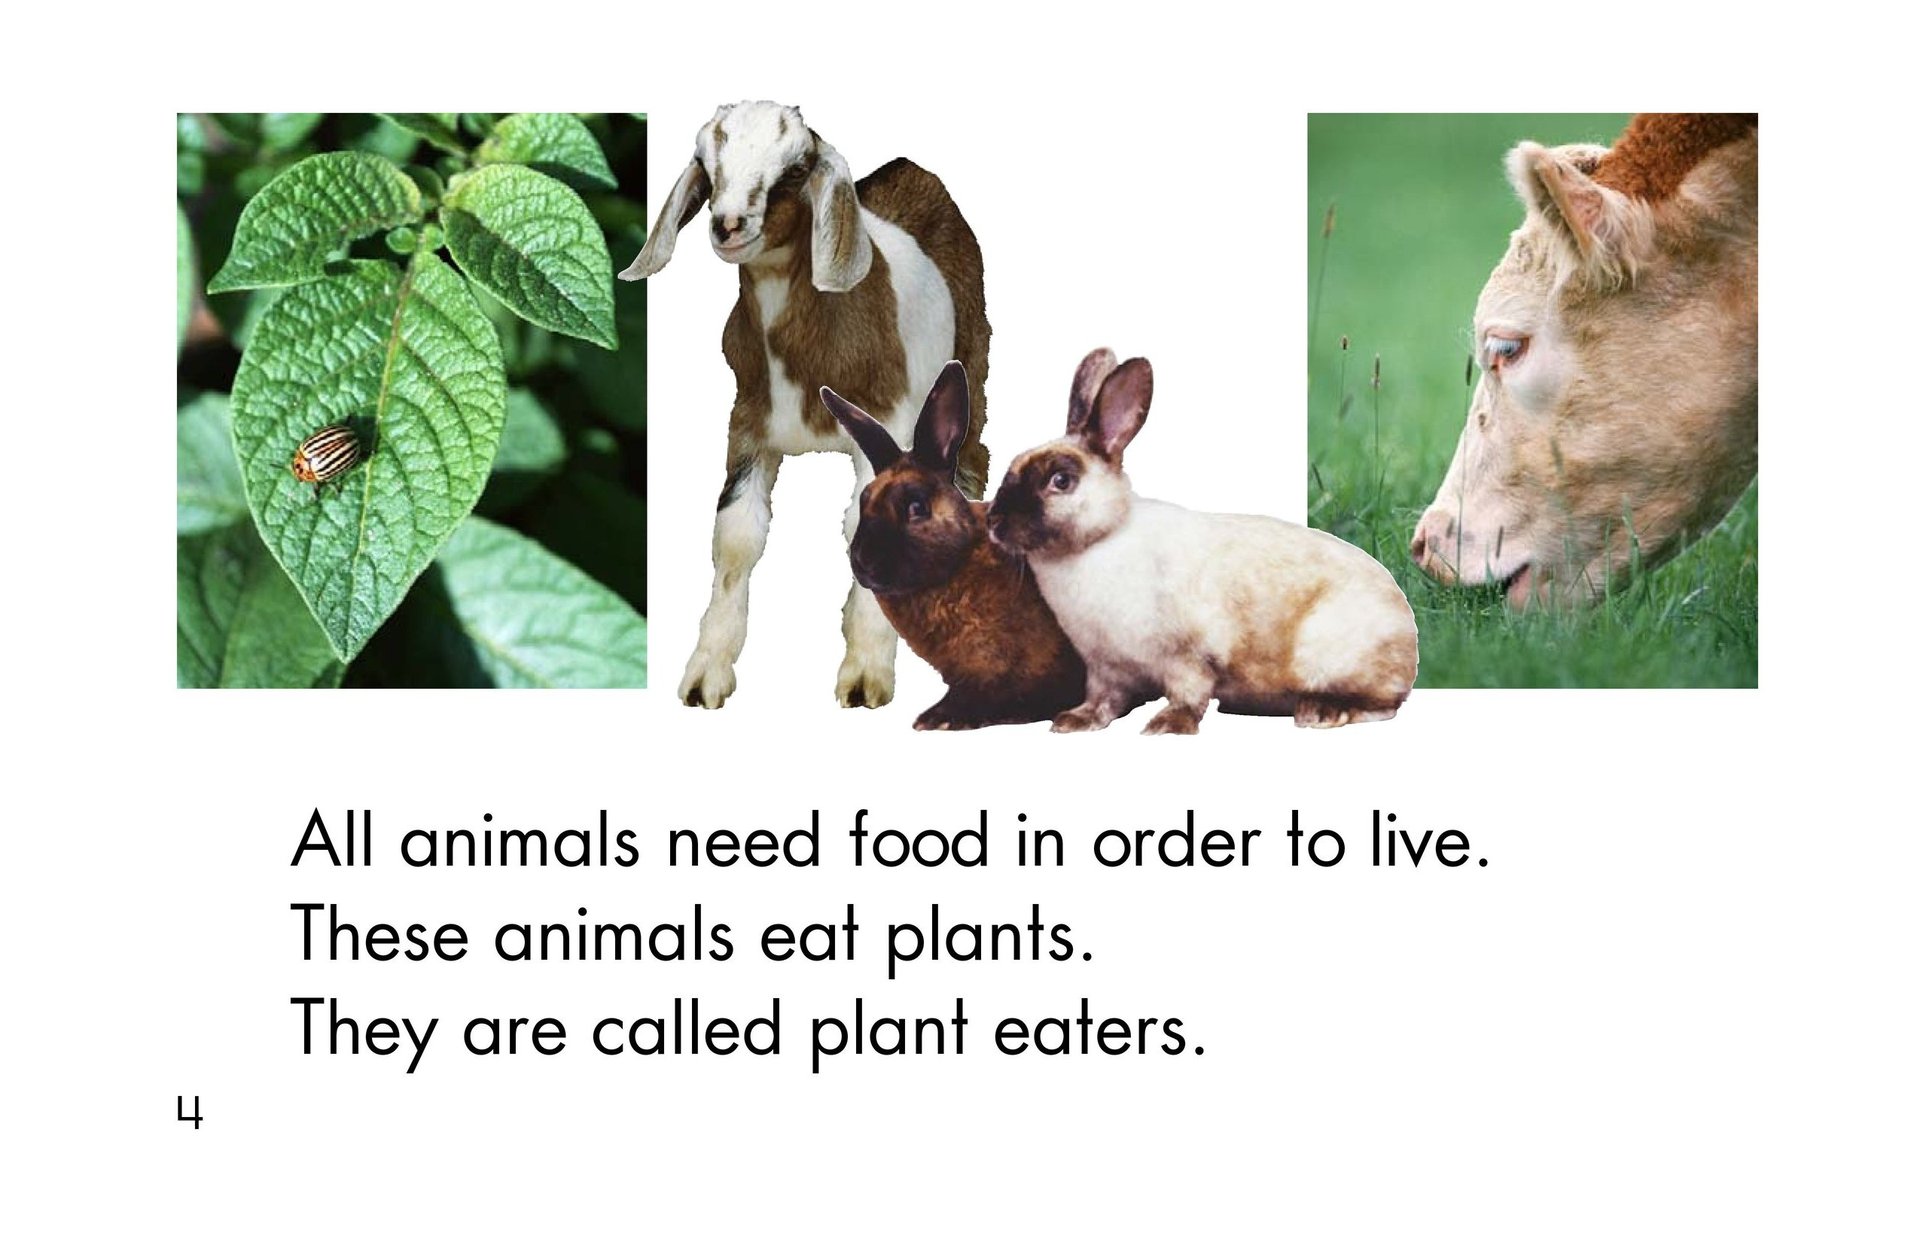 All animals need food in order to live.
These animals eat plants.
They are called plant eaters.
4